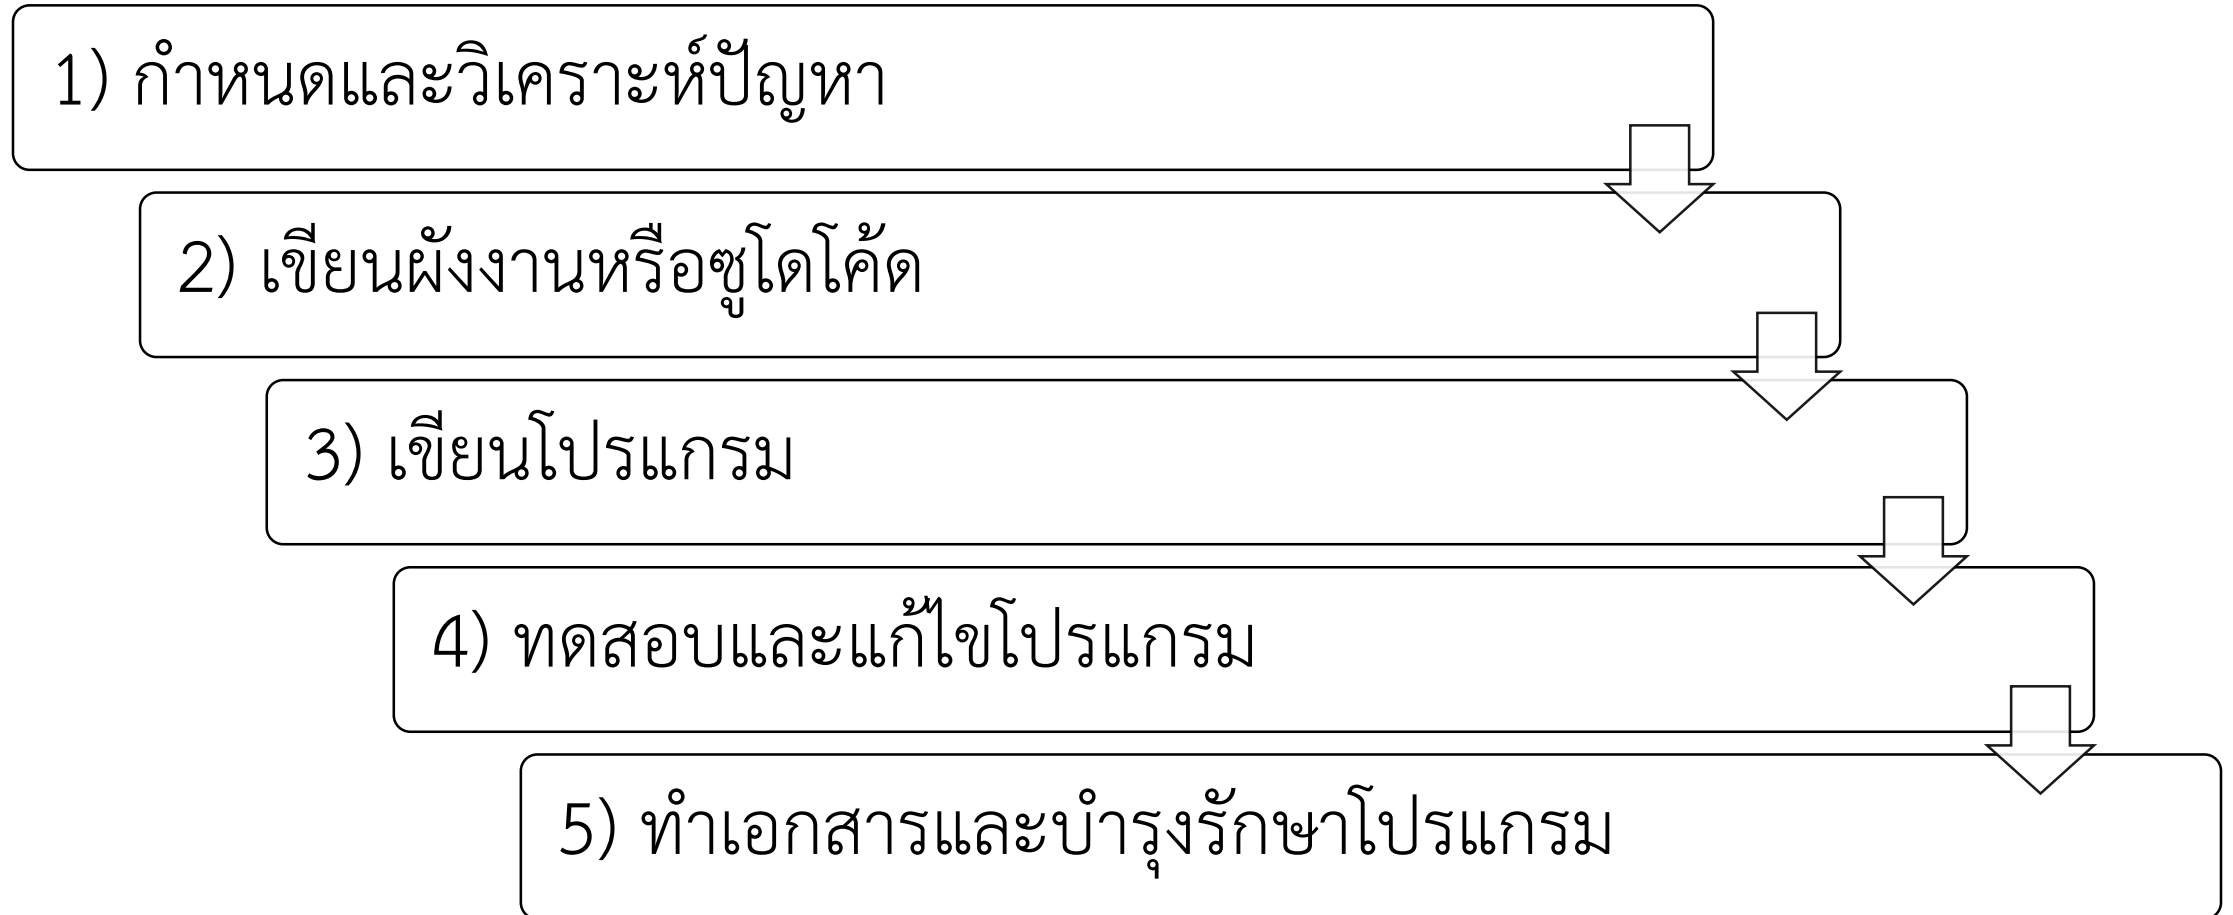 1) กำหนดและวิเคราะห์ปัญหา
2) เขียนผังงานหรือซูโดโค้ด
3) เขียนโปรแกรม
4) ทดสอบและแก้ไขโปรแกรม
5) ทำเอกสารและบำรุงรักษาโปรแกรม